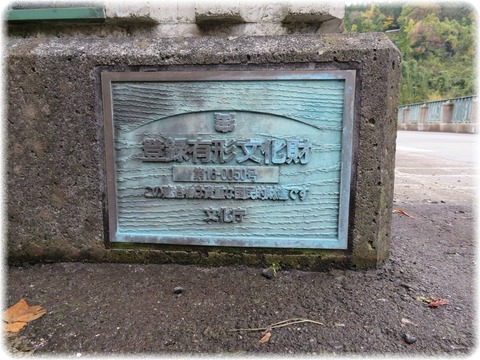 登録有形文化財
第16-0050号
この建造物は貴重な国民的財産です
文化庁